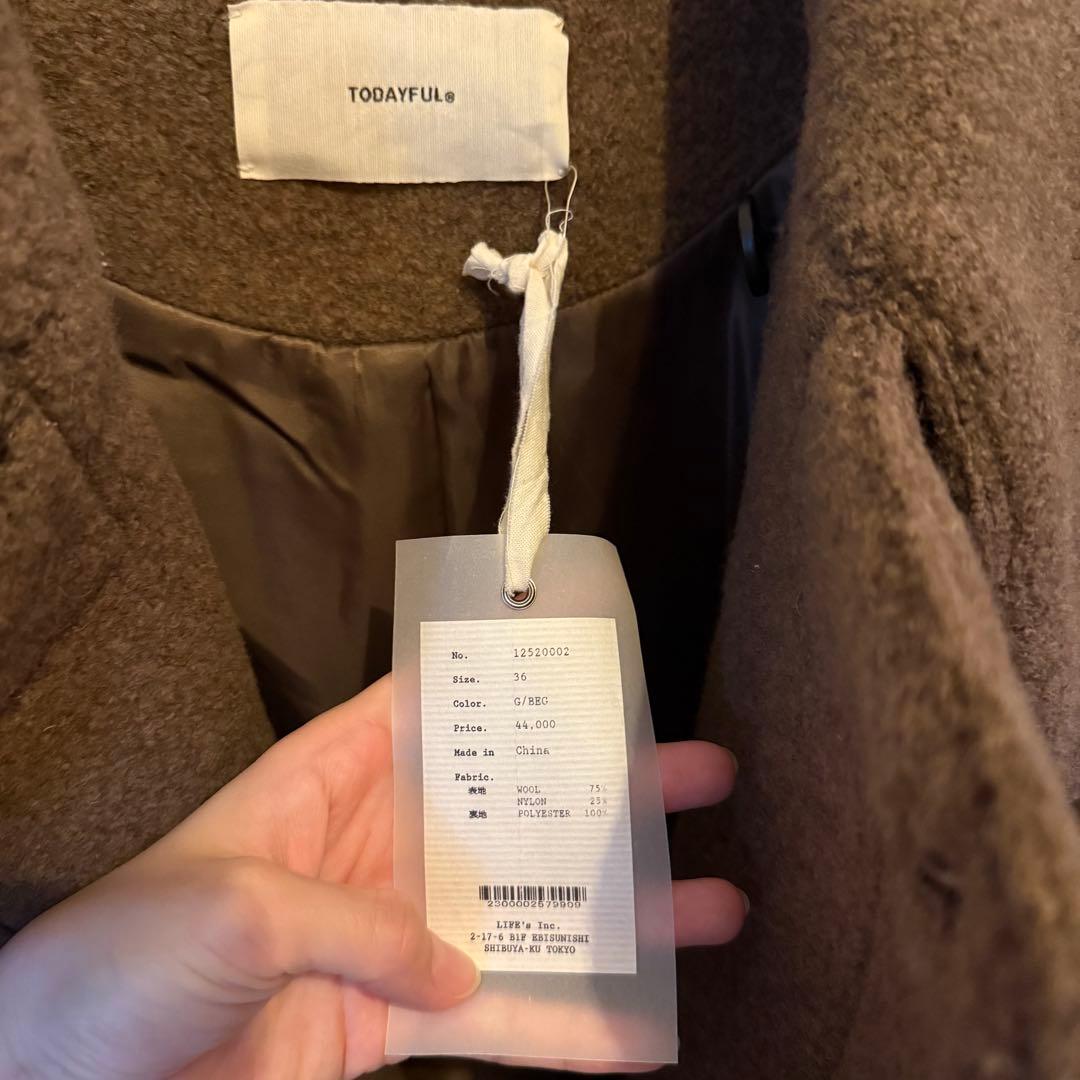 TODAYFUL®
No. 12520002
Size. 36
Color. G/BEG
Price. 44,000
Made in China
Fabric.
表地 WOOL 75%
NYLON 25%
裏地 POLYESTER 100%
2300002579909
LIFE's Inc.
2-17-6 B1F EBISUNISHI
SHIBUYA-KU TOKYO